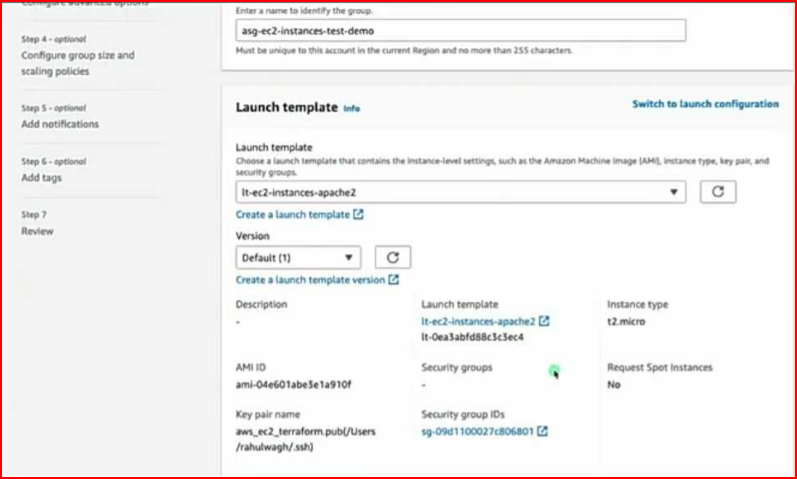 Configure advanced options
Step 4 - optional
Configure group size and
scaling policies
Step 5 - optional
Add notifications
Step 6 - optional
Add tags
Step 7
Review
Enter a name to identify the group.
asg-ec2-instances-test-demo
Must be unique to this account in the current Region and no more than 255 characters.
Launch template Info
Switch to launch configuration
Launch template
Choose a launch template that contains the instance-level settings, such as the Amazon Machine Image (AMI), instance type, key pair, and
security groups.
lt-ec2-instances-apache2
Create a launch template
Version
Default (1)
Create a launch template version
Description
-
Launch template
lt-ec2-instances-apache2
lt-0ea3abfd88c3c3ec4
Instance type
t2.micro
AMI ID
ami-04e601abe3e1a910f
Security groups
-
Request Spot Instances
No
Key pair name
aws_ec2_terraform.pub(/Users
/rahulwagh/.ssh)
Security group IDs
sg-09d1100027c806801